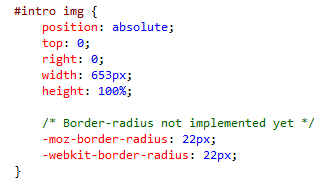 #intro img {
    position: absolute;
    top: 0;
    right: 0;
    width: 653px;
    height: 100%;

    /* Border-radius not implemented yet */
    -moz-border-radius: 22px;
    -webkit-border-radius: 22px;
}